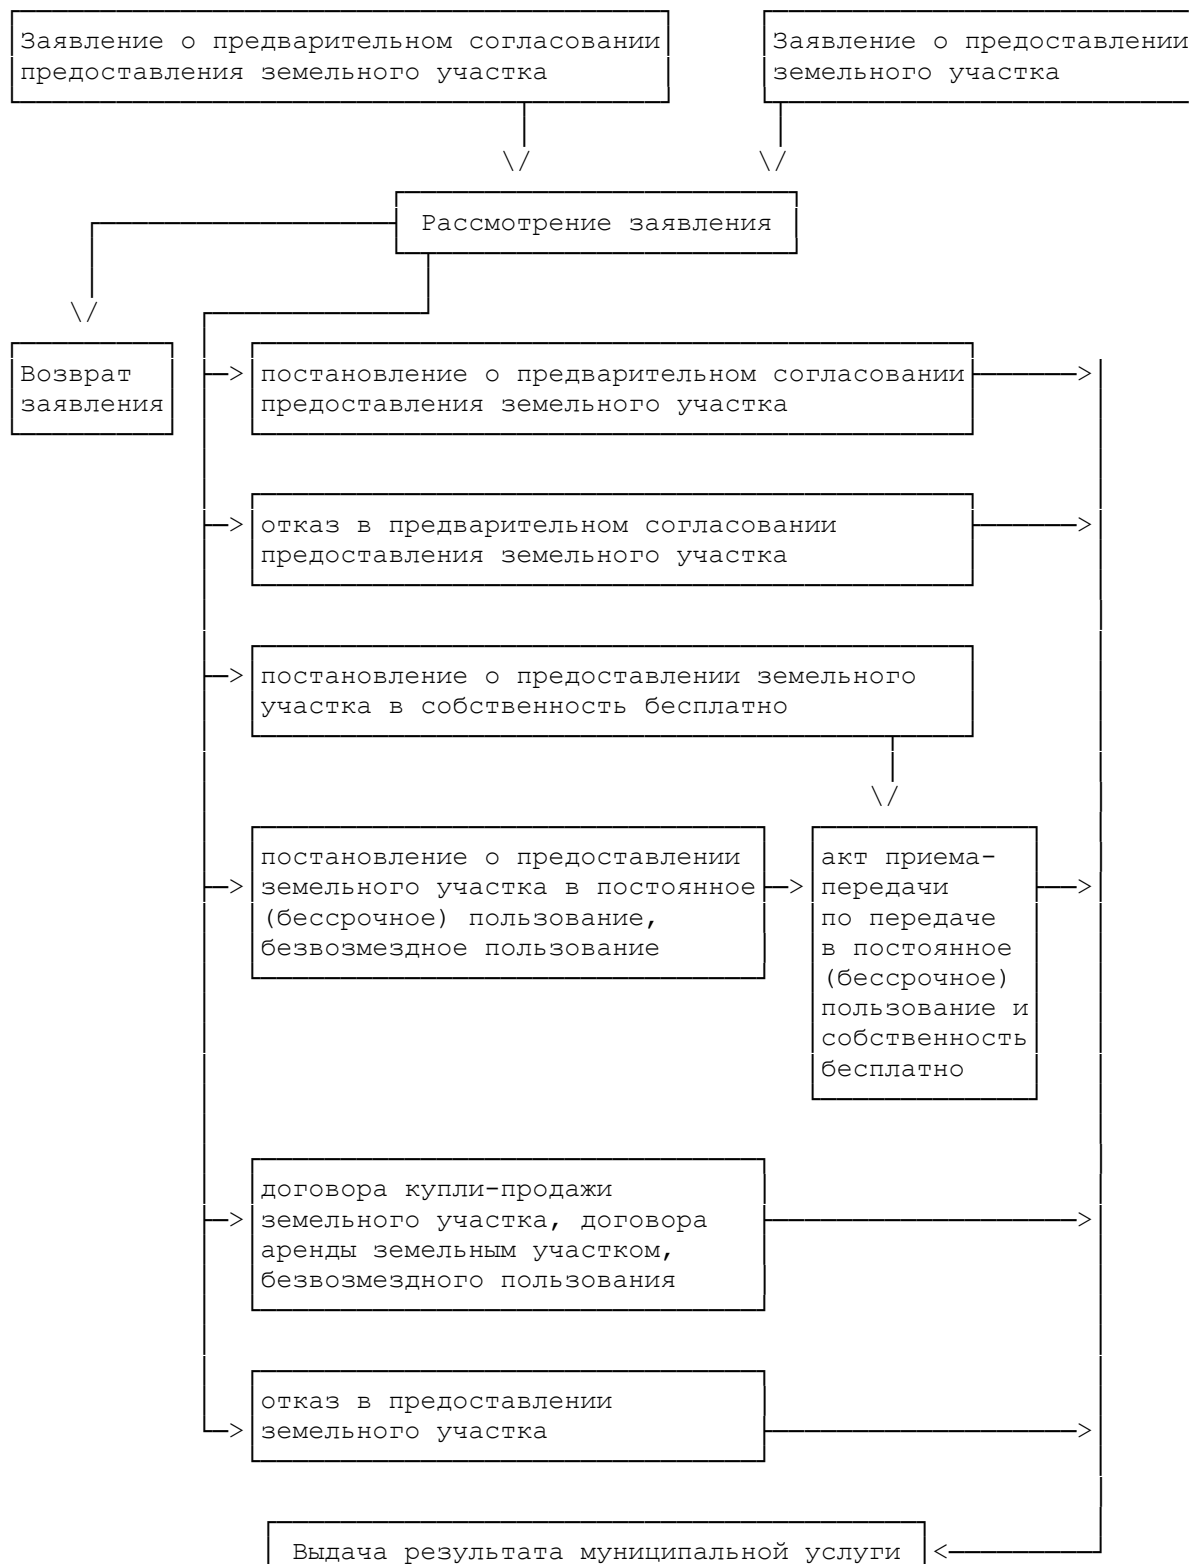 Заявление о предварительном согласовании
предоставления земельного участка
Заявление о предоставлении
земельного участка
Рассмотрение заявления
Возврат
заявления
постановление о предварительном согласовании
предоставления земельного участка
отказ в предварительном согласовании
предоставления земельного участка
постановление о предоставлении земельного
участка в собственность бесплатно
постановление о предоставлении
земельного участка в постоянное
(бессрочное) пользование,
безвозмездное пользование
акт приема-
передачи
по передаче
в постоянное
(бессрочное)
пользование и
собственность
бесплатно
договора купли-продажи
земельного участка, договора
аренды земельным участком,
безвозмездного пользования
отказ в предоставлении
земельного участка
Выдача результата муниципальной услуги